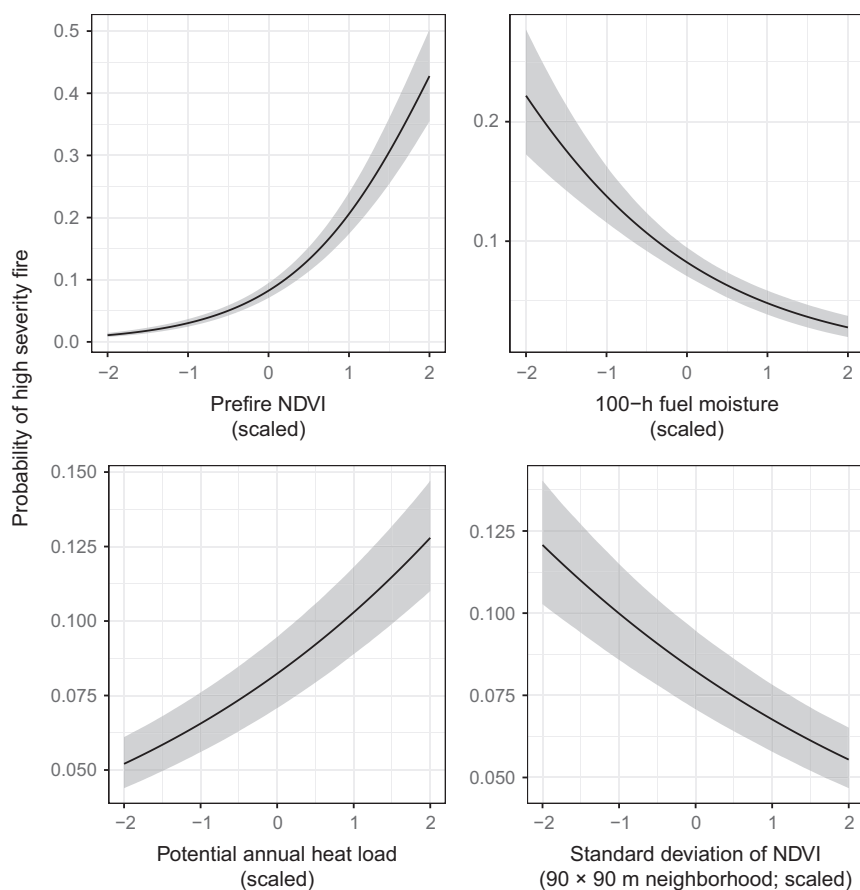 Probability of high severity fire
0.5
0.4
0.3
0.2
0.1
0.0
−2 −1 0 1 2
Prefire NDVI
(scaled)
0.2
0.1
−2 −1 0 1 2
100−h fuel moisture
(scaled)
0.150
0.125
0.100
0.075
0.050
−2 −1 0 1 2
Potential annual heat load
(scaled)
0.125
0.100
0.075
0.050
−2 −1 0 1 2
Standard deviation of NDVI
(90 × 90 m neighborhood; scaled)